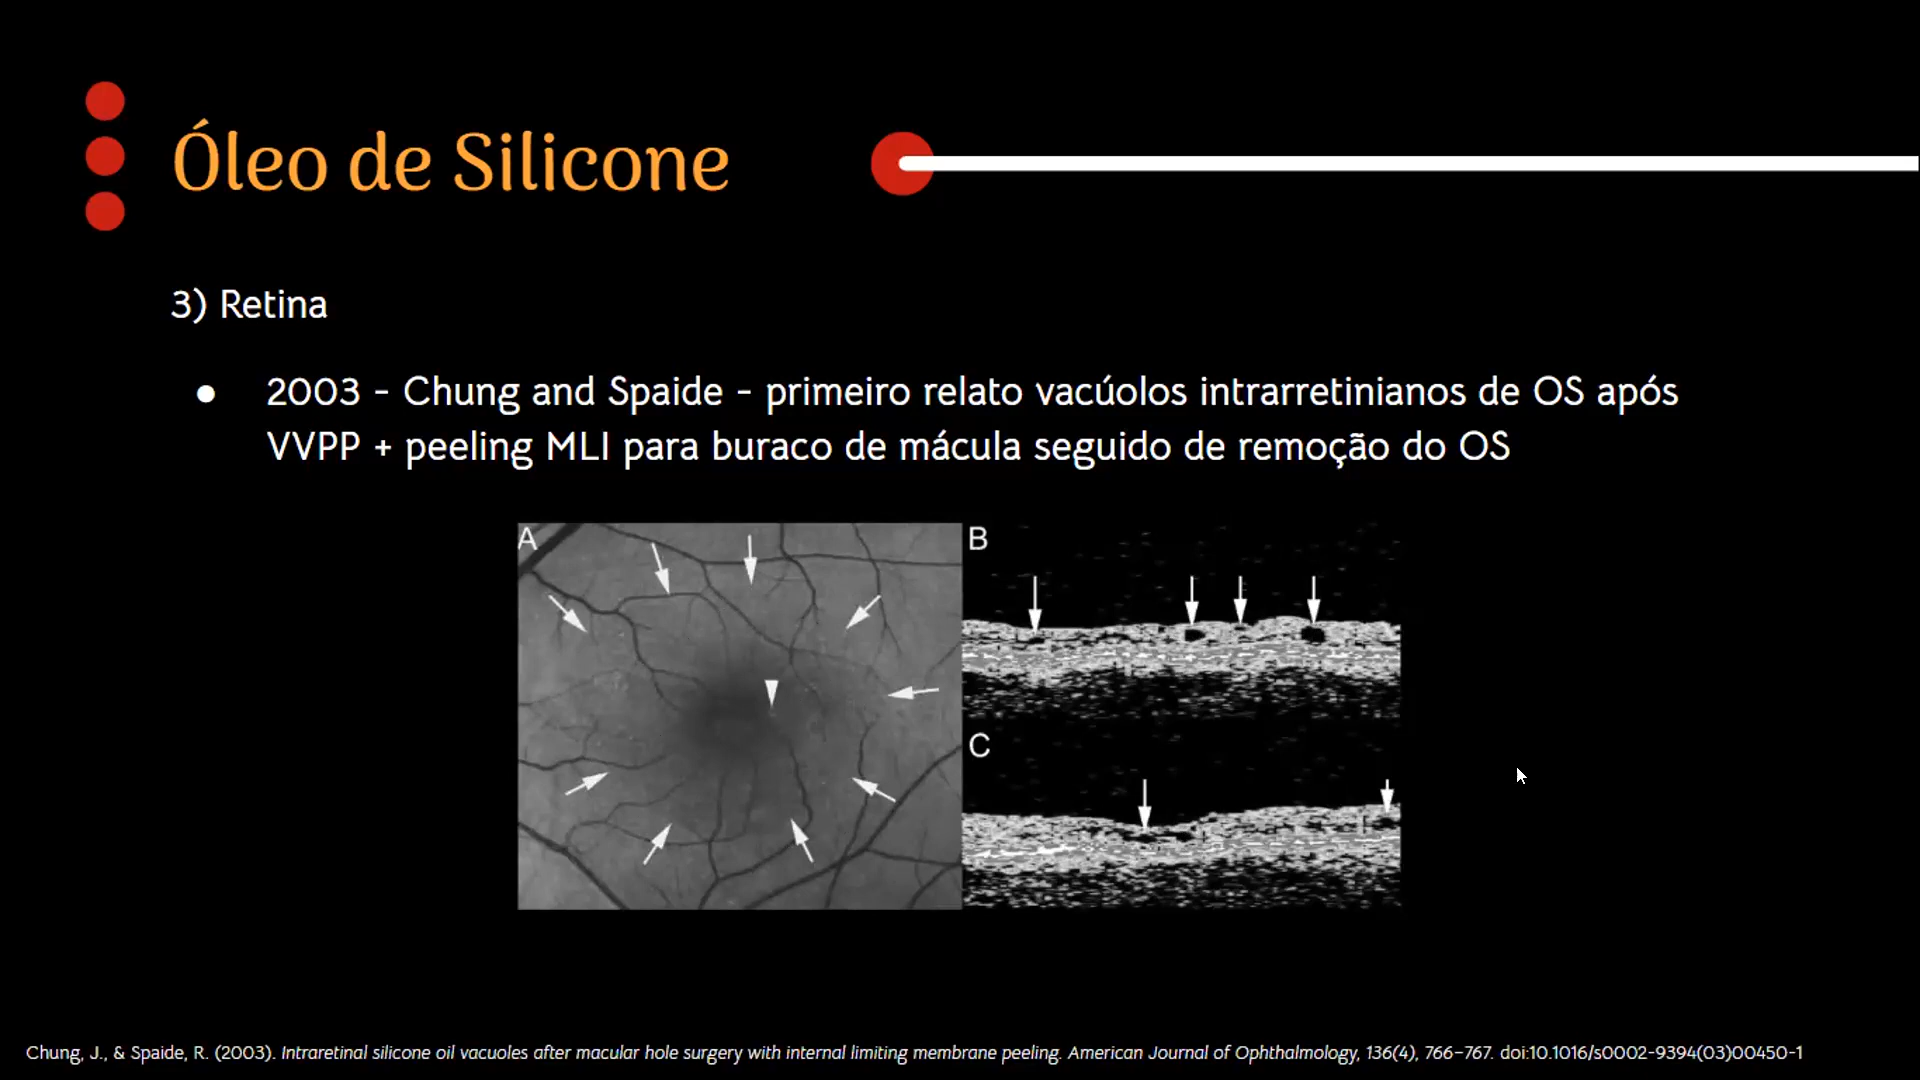 Óleo de Silicone
3) Retina
● 2003 - Chung and Spaide - primeiro relato vacúolos intrarretinianos de OS após
VVPP + peeling MLI para buraco de mácula seguido de remoção do OS
A
B
C
Chung, J., & Spaide, R. (2003). Intraretinal silicone oil vacuoles after macular hole surgery with internal limiting membrane peeling. American Journal of Ophthalmology, 136(4), 766–767. doi:10.1016/s0002-9394(03)00450-1